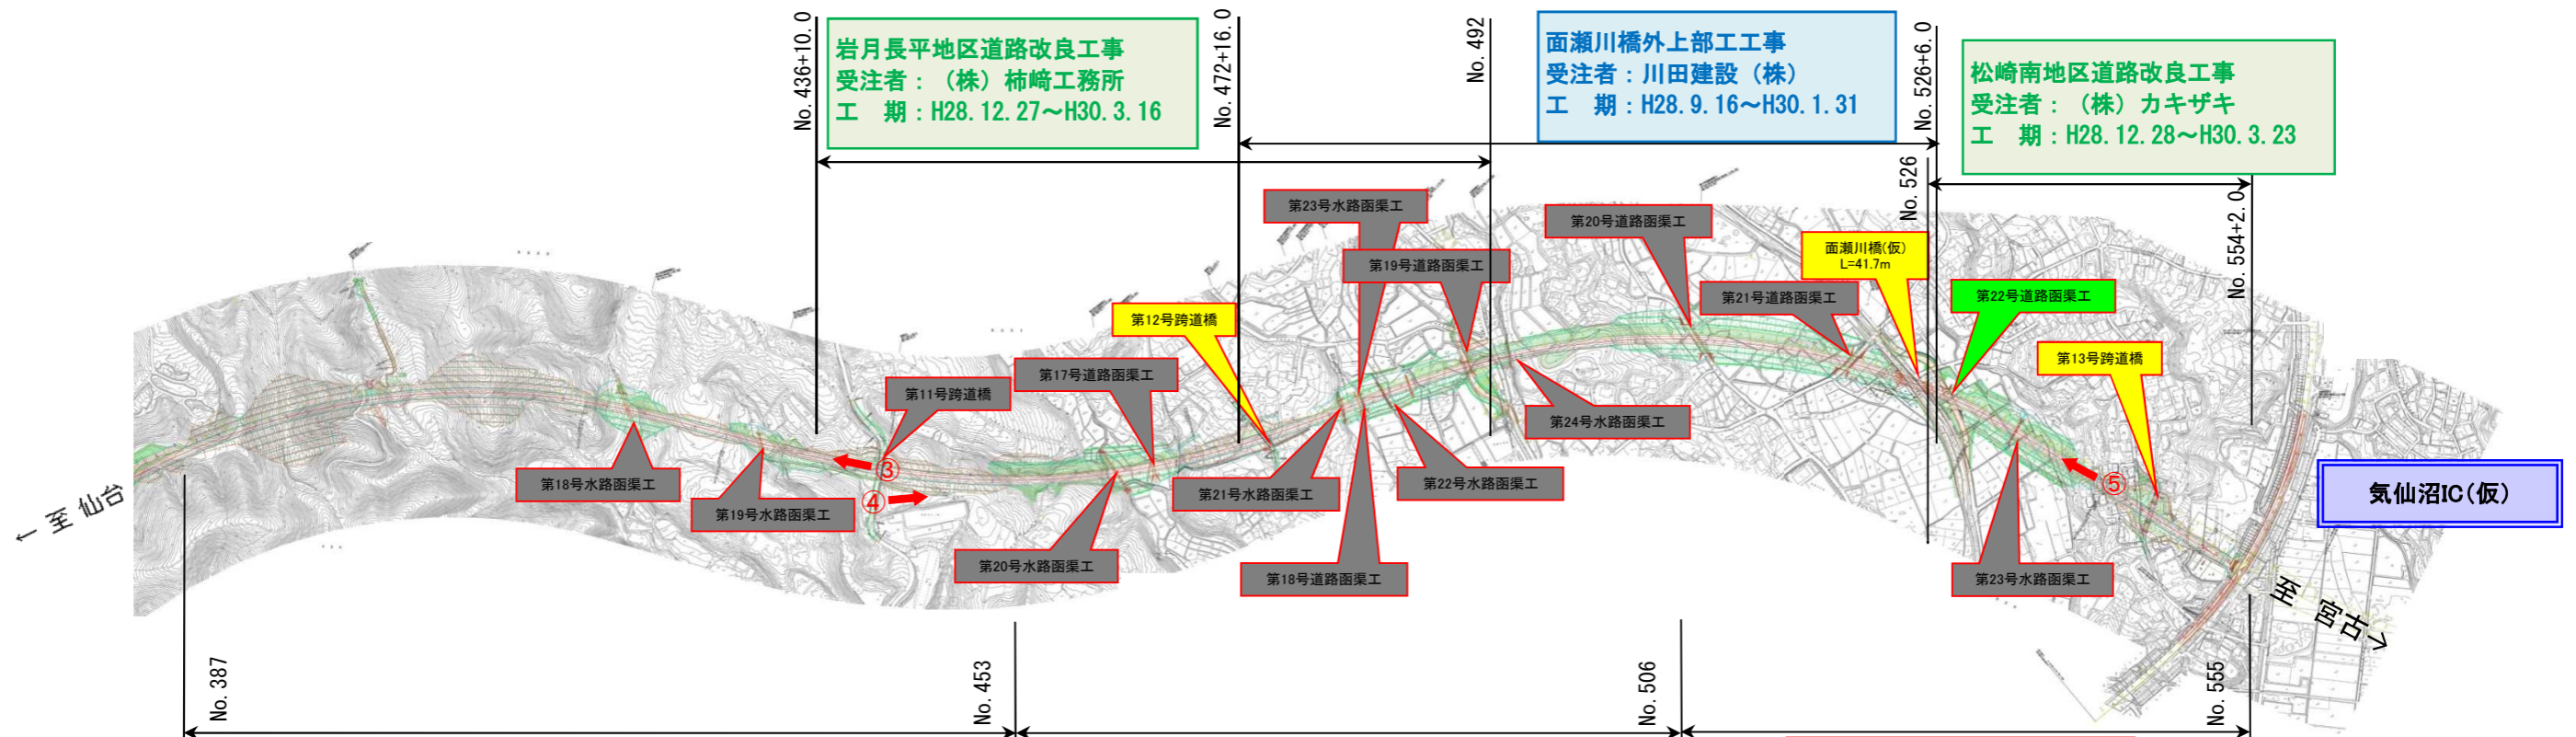 No. 436+10.0
岩月長平地区道路改良工事
受注者：（株）柿﨑工務所
工　期：H28.12.27～H30.3.16
No. 472+16.0
No. 492
面瀬川橋外上部工工事
受注者：川田建設（株）
工　期：H28.9.16～H30.1.31
No. 526+6.0
松崎南地区道路改良工事
受注者：（株）カキザキ
工　期：H28.12.28～H30.3.23
No. 526
No. 554+2.0
第23号水路函渠工
第20号道路函渠工
第19号道路函渠工
面瀬川橋(仮)
L=41.7m
第21号道路函渠工
第22号道路函渠工
第12号跨道橋
第13号跨道橋
第17号道路函渠工
第11号跨道橋
第24号水路函渠工
③
④
⑤
第18号水路函渠工
第19号水路函渠工
第21号水路函渠工
第22号水路函渠工
気仙沼IC(仮)
← 至 仙台
第20号水路函渠工
第18号道路函渠工
第23号水路函渠工
至 宮古→
No. 387
No. 453
No. 506
No. 555